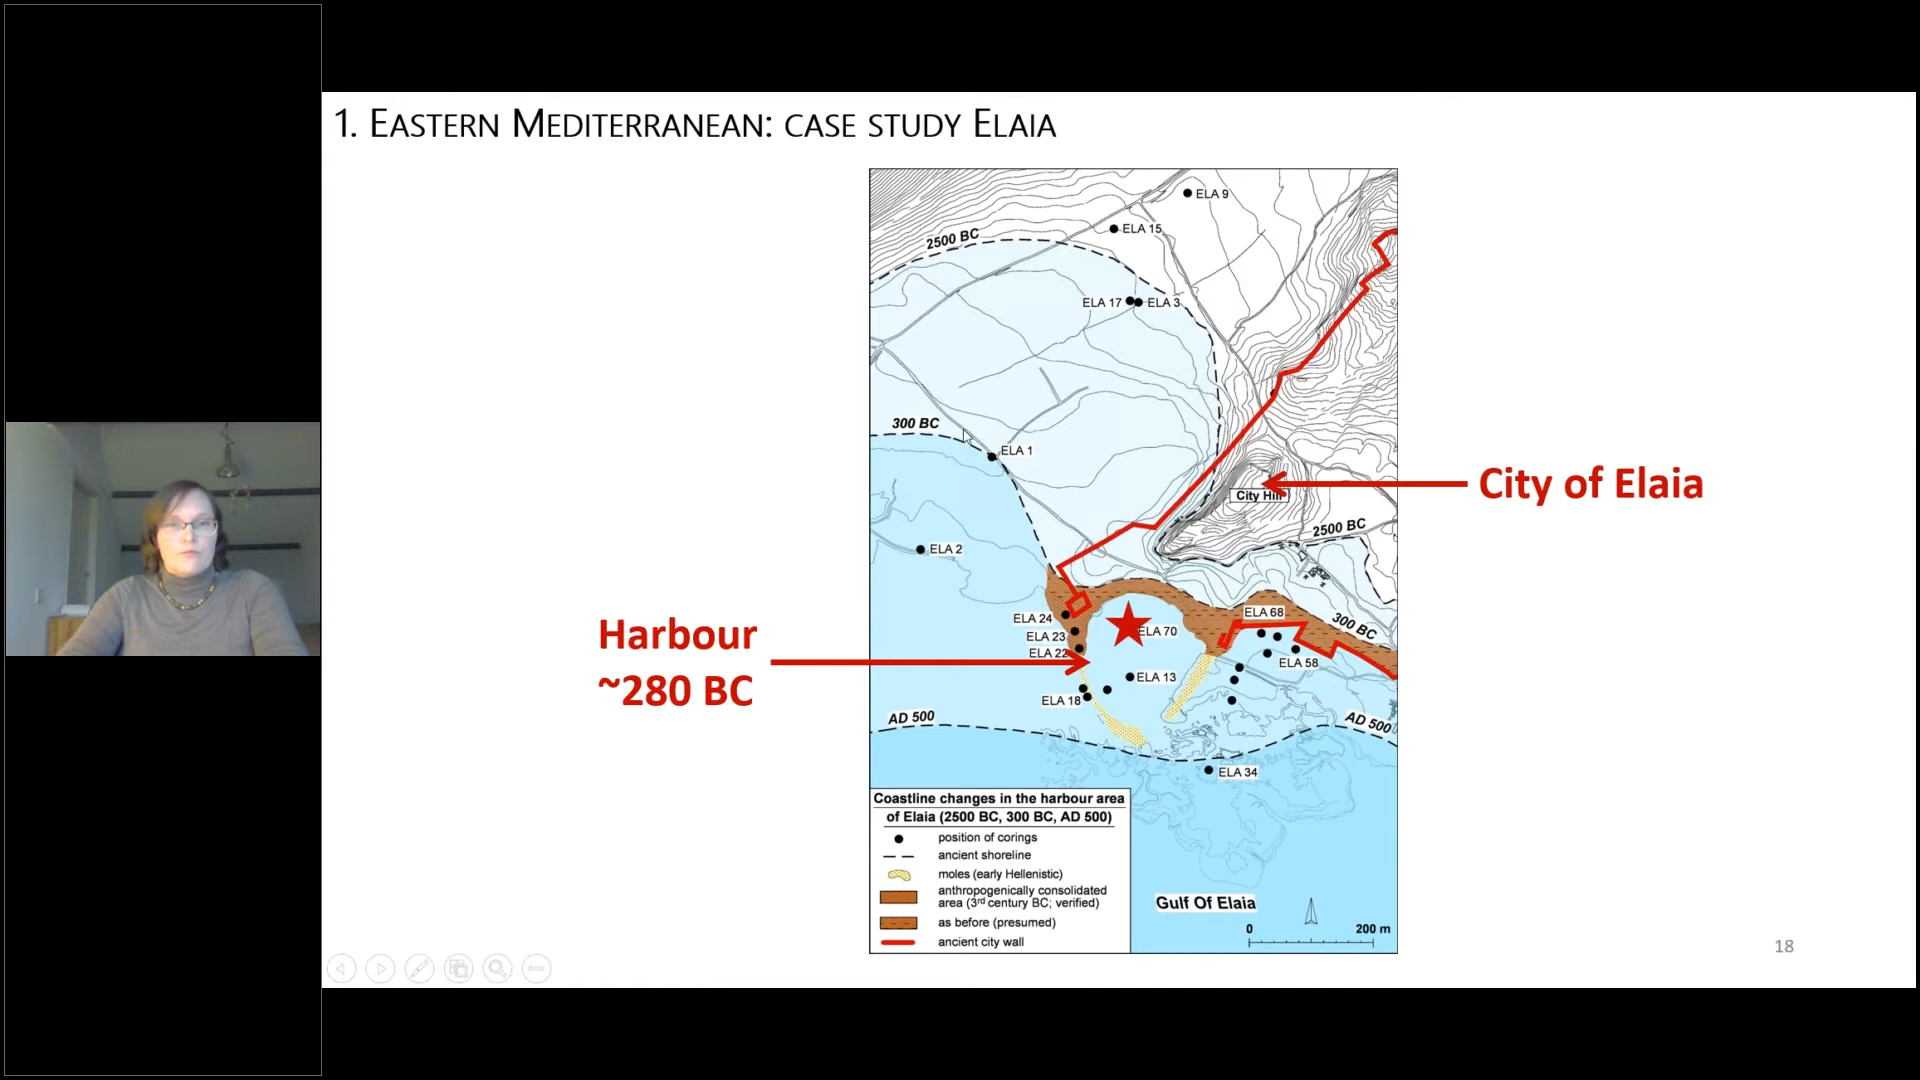 1. EASTERN MEDITERRANEAN: CASE STUDY ELAIA
ELA 9
ELA 15
2500 BC
ELA 17
ELA 3
300 BC
ELA 1
City of Elaia
City Hill
2500 BC
ELA 2
Harbour
~280 BC
ELA 24
ELA 23
ELA 22
ELA 70
ELA 68
300 BC
ELA 58
ELA 13
ELA 18
AD 500
AD 500
ELA 34
Coastline changes in the harbour area
of Elaia (2500 BC, 300 BC, AD 500)
position of corings
ancient shoreline
moles (early Hellenistic)
anthropogenically consolidated
area (3rd century BC; verified)
as before (presumed)
ancient city wall
Gulf Of Elaia
0 200 m
18